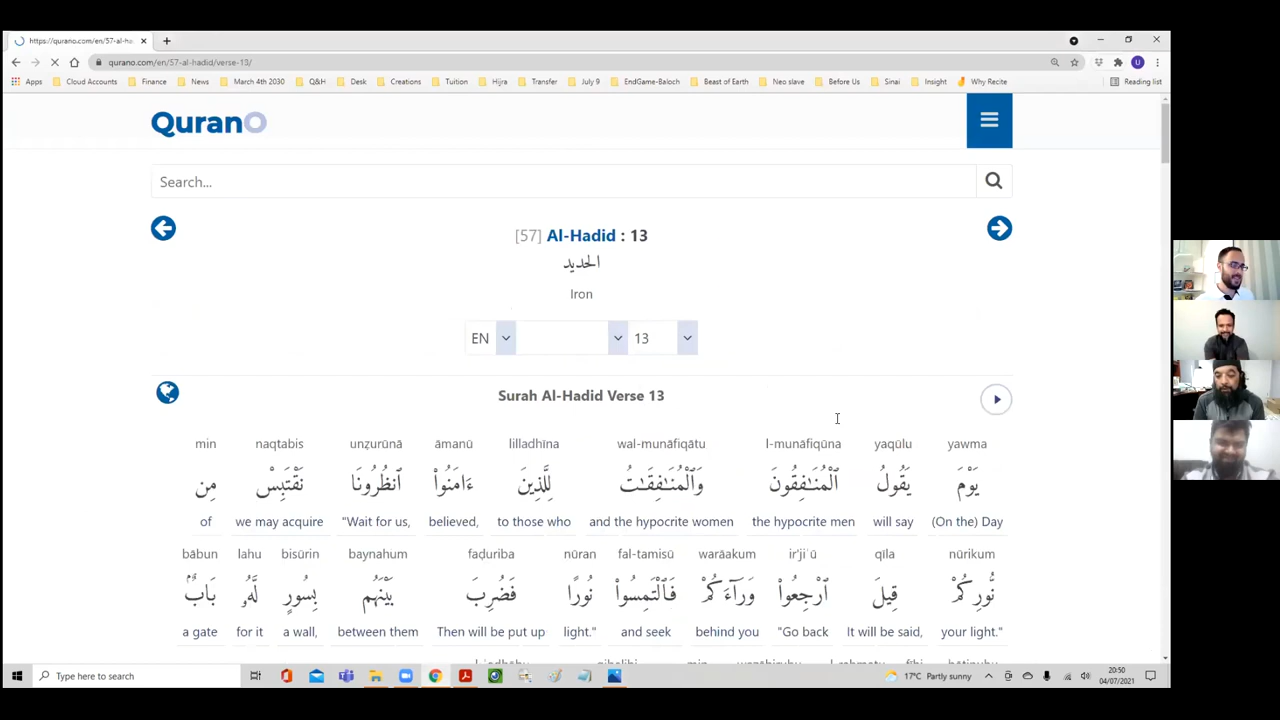 https://qurano.com/en/57-al-ha
qurano.com/en/57-al-hadid/verse-13/
Apps Cloud Accounts Finance News March 4th 2030 Q&H Desk Creations Tuition Hijra Transfer July 9 EndGame-Baloch Beast of Earth Neo slave Before Us Sinai Insight Why Recite Reading list
QuranO
Search...
[57] Al-Hadid : 13
الحديد
Iron
EN 13
Surah Al-Hadid Verse 13
min naqtabis unẓurūnā āmanū lilladhīna wal-munāfiqātu l-munāfiqūna yaqūlu yawma
يَوْمَ يَقُولُ ٱلْمُنَـٰفِقُونَ وَٱلْمُنَـٰفِقَـٰتُ لِلَّذِينَ ءَامَنُوا۟ ٱنظُرُونَا نَقْتَبِسْ مِن
of we may acquire "Wait for us, believed, to those who and the hypocrite women the hypocrite men will say (On the) Day
bābun lahu bisūrin baynahum faḍuriba nūran fal-tamisū warāakum ir'jiʿū qīla nūrikum
نُّورِكُمْ قِيلَ ٱرْجِعُوا۟ وَرَآءَكُمْ فَٱلْتَمِسُوا۟ نُورًا فَضُرِبَ بَيْنَهُم بِسُورٍ لَّهُۥ بَابٌۢ
a gate for it a wall, between them Then will be put up light." and seek behind you "Go back It will be said, your light."
Type here to search
17°C Partly sunny
20:50
04/07/2021